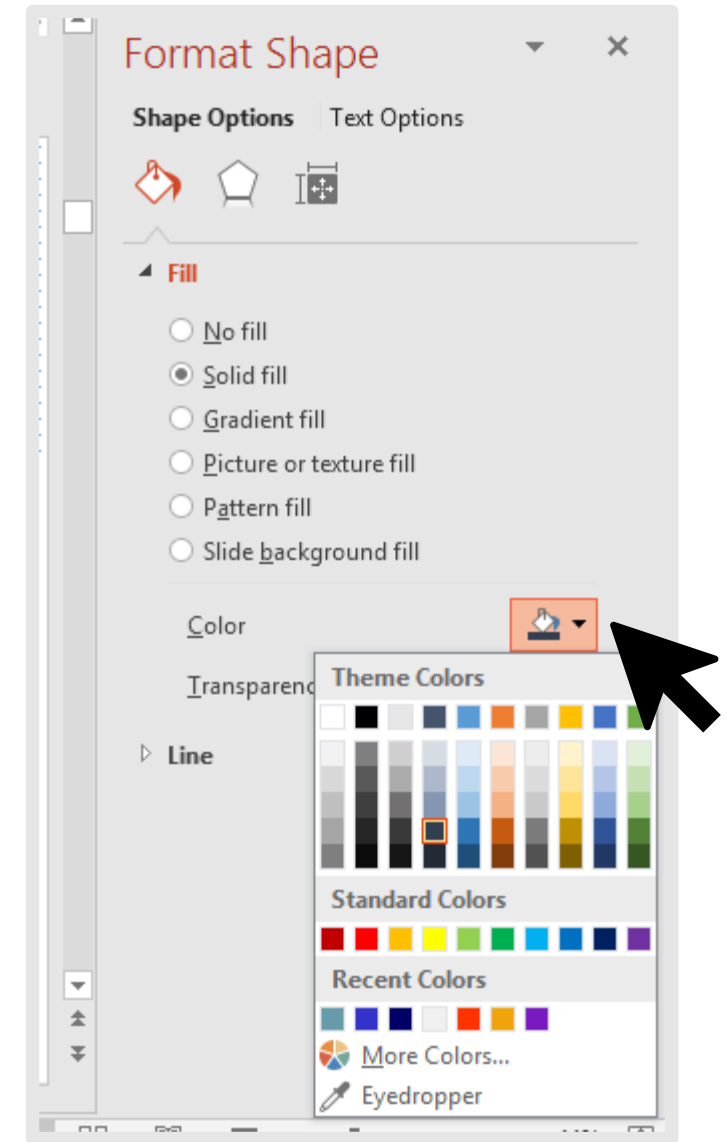 Format Shape
Shape Options Text Options
Fill
No fill
Solid fill
Gradient fill
Picture or texture fill
Pattern fill
Slide background fill
Color
Theme Colors
Line
Standard Colors
Recent Colors
More Colors...
Eyedropper